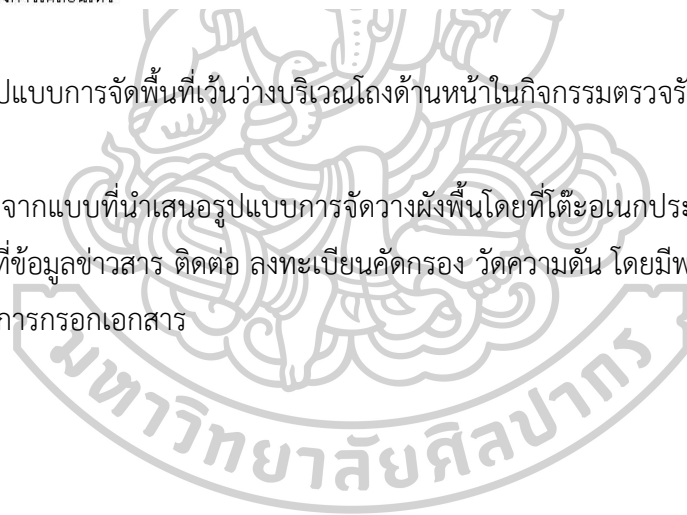 ปแบบการจัดพื้นที่เว้นว่างบริเวณโถงด้านหน้าในกิจกรรมตรวจรั
จากแบบที่นำเสนอรูปแบบการจัดวางผังพื้นโดยที่โต๊ะอเนกประ
ที่ข้อมูลข่าวสาร ติดต่อ ลงทะเบียนคัดกรอง วัดความดัน โดยมีพ
การกรอกเอกสาร
มหาวิทยาลัยศิลปากร